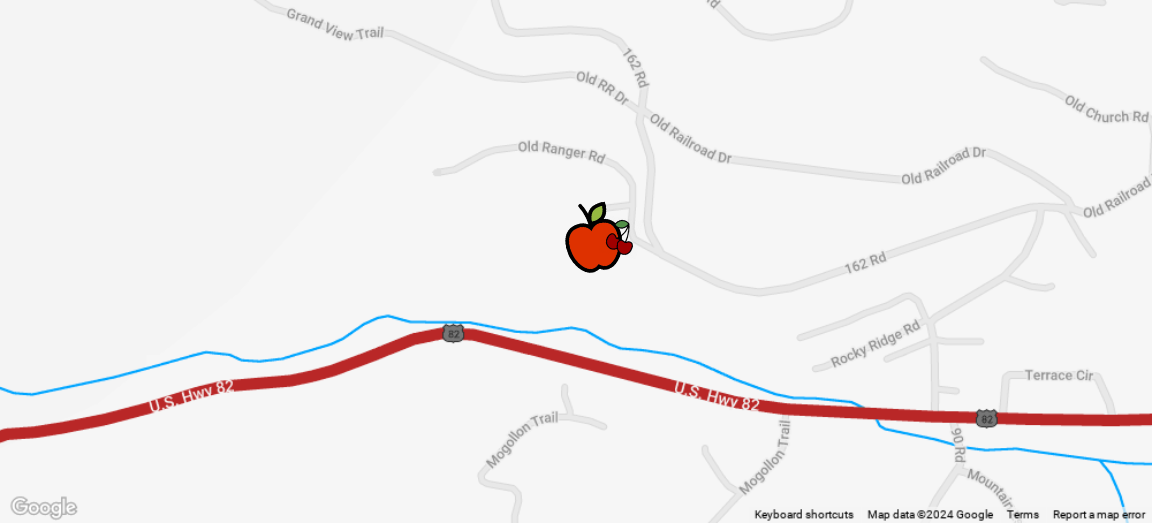 rd
Grand View Trail
162 Rd
Old RR Dr
Old Church Rd
Old Railroad Dr
Old Ranger Rd
Old Railroad Dr
Old Railroad
162 Rd
Rocky Ridge Rd
82
U.S. Hwy 82
U.S. Hwy 82
Terrace Cir
82
Mogollon Trail
Mogollon Trail
90 Rd
Mountain
Google
Keyboard shortcuts Map data ©2024 Google Terms Report a map error